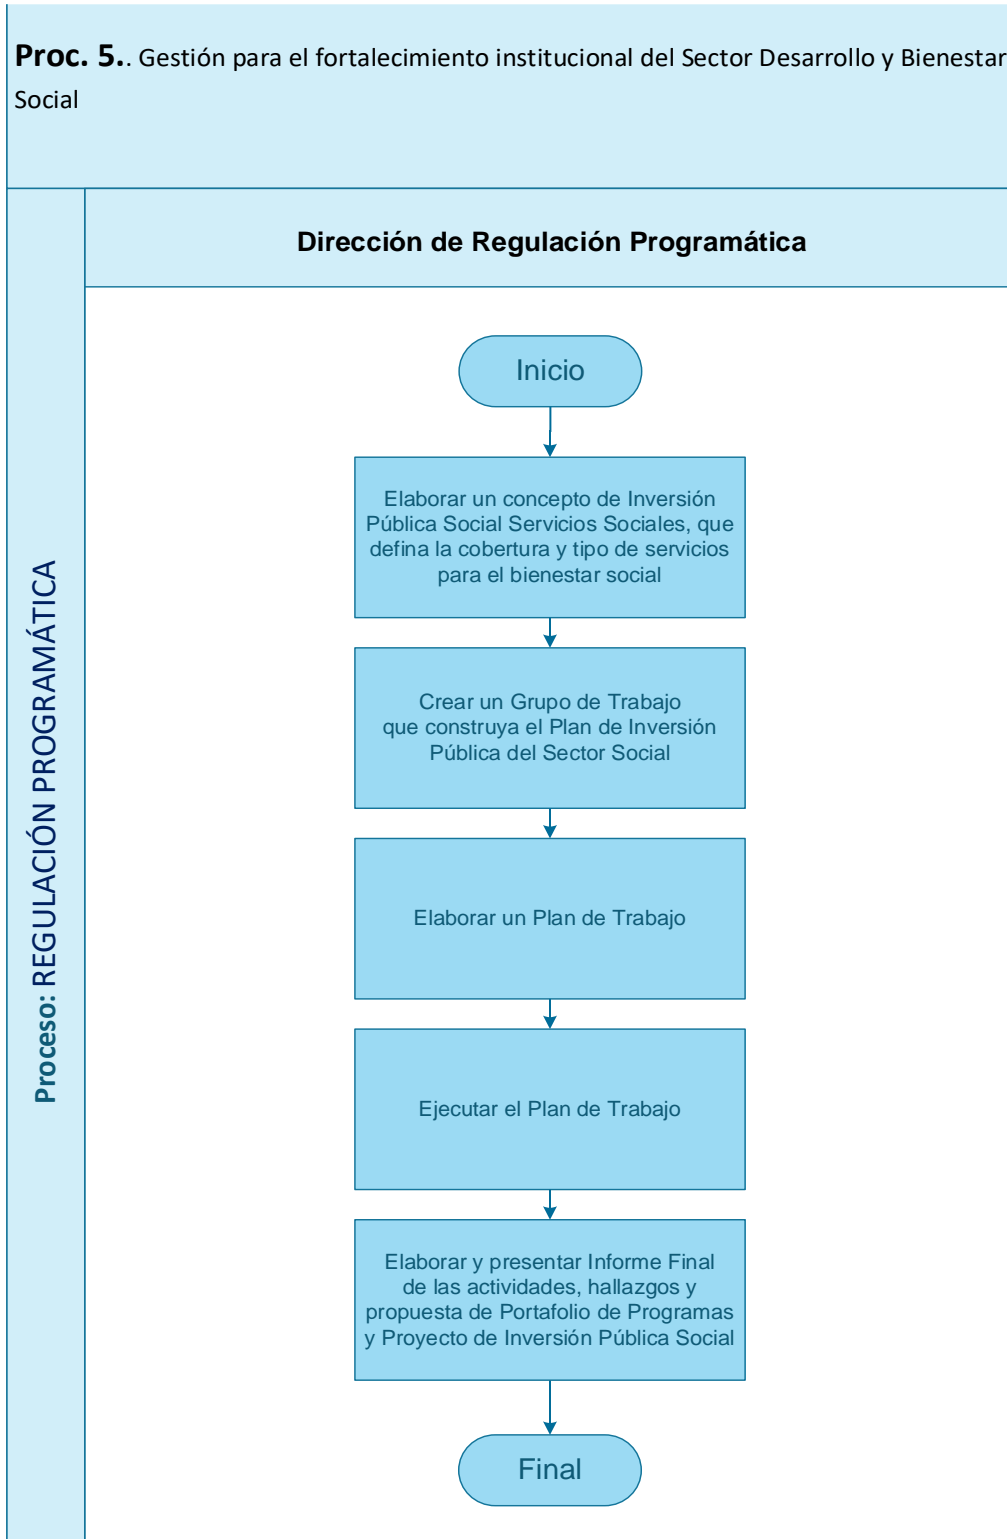 Proc. 5.. Gestión para el fortalecimiento institucional del Sector Desarrollo y Bienestar
Social
Dirección de Regulación Programática
Proceso: REGULACIÓN PROGRAMÁTICA
Inicio
Elaborar un concepto de Inversión
Pública Social Servicios Sociales, que
defina la cobertura y tipo de servicios
para el bienestar social
Crear un Grupo de Trabajo
que construya el Plan de Inversión
Pública del Sector Social
Elaborar un Plan de Trabajo
Ejecutar el Plan de Trabajo
Elaborar y presentar Informe Final
de las actividades, hallazgos y
propuesta de Portafolio de Programas
y Proyecto de Inversión Pública Social
Final